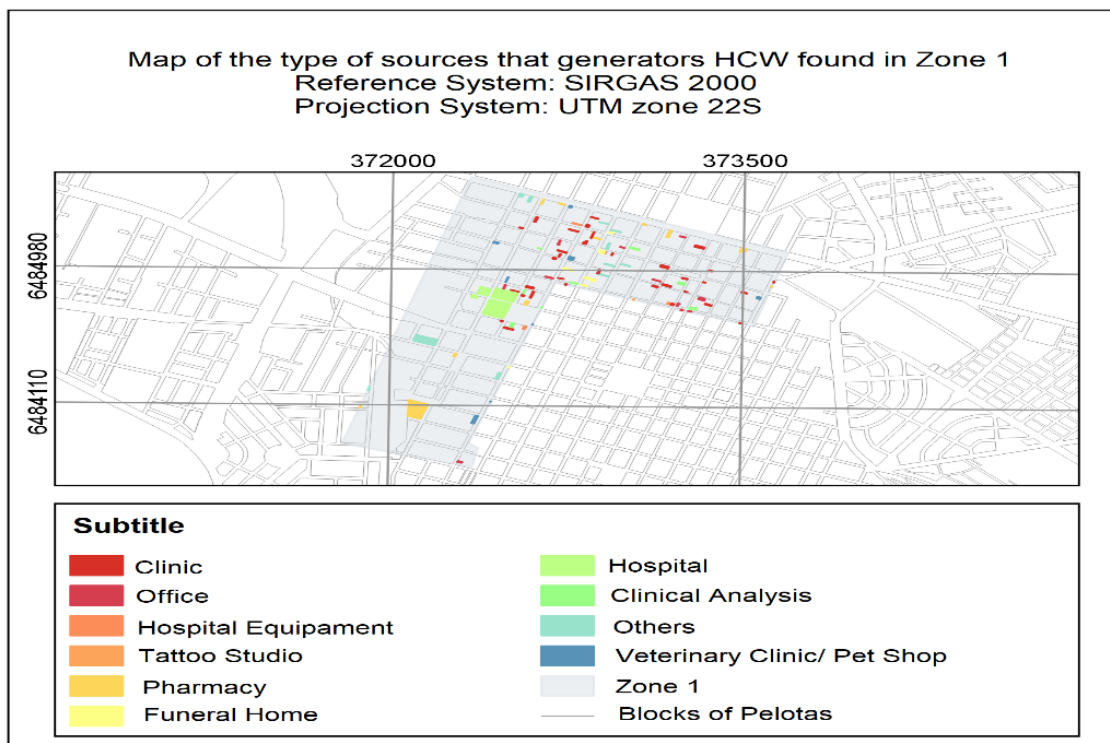 Map of the type of sources that generators HCW found in Zone 1
Reference System: SIRGAS 2000
Projection System: UTM zone 22S
372000
373500
6484980
6484110
Subtitle
Clinic
Office
Hospital Equipament
Tattoo Studio
Pharmacy
Funeral Home
Hospital
Clinical Analysis
Others
Veterinary Clinic/ Pet Shop
Zone 1
Blocks of Pelotas